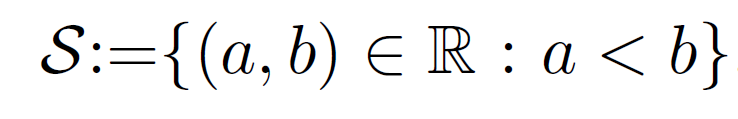 𝒮:={(a, b) ∈ ℝ : a < b}